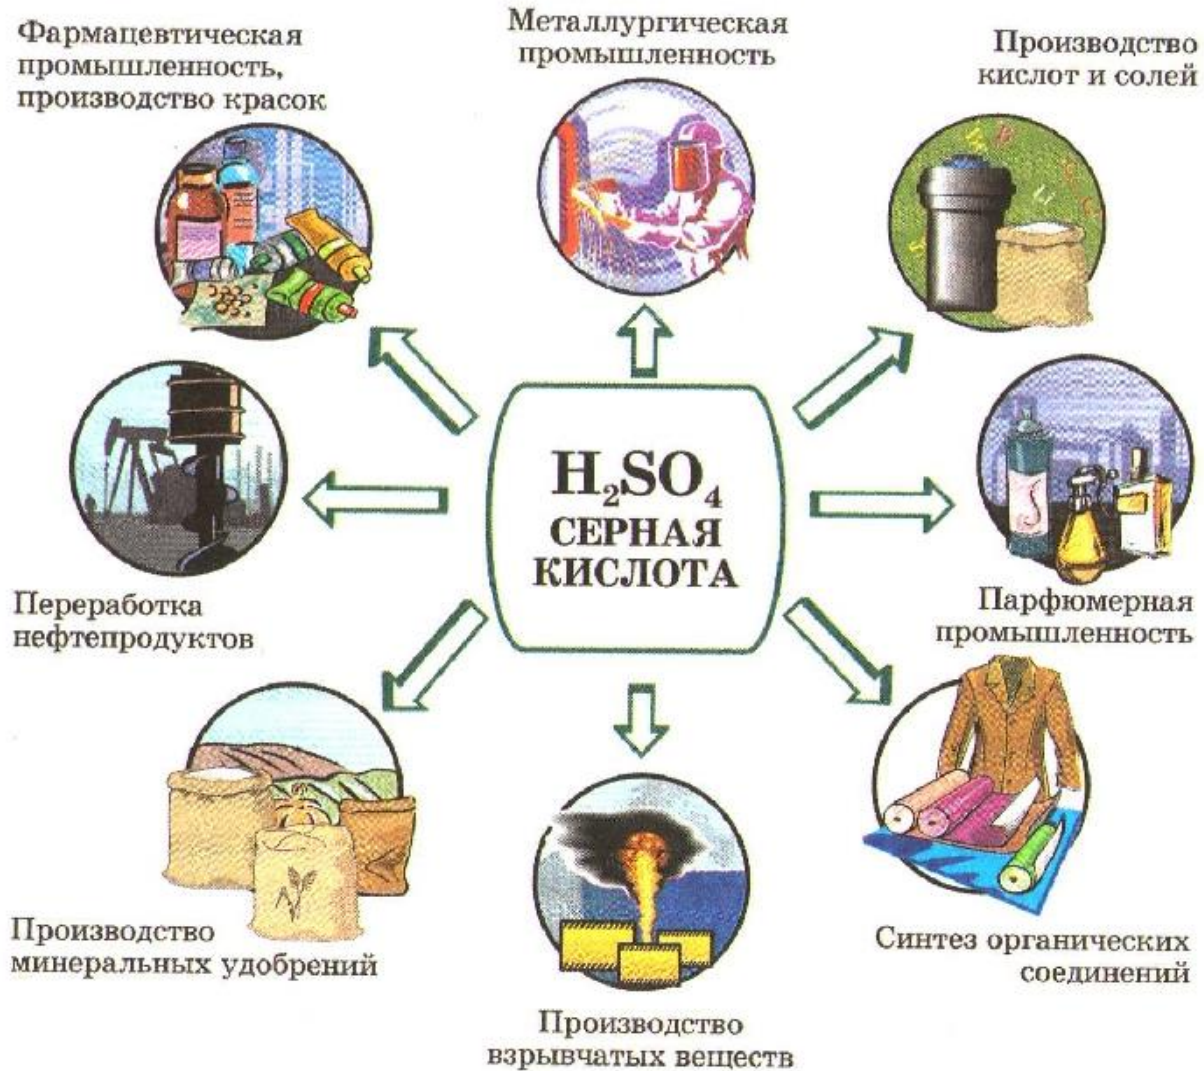 Фармацевтическая
промышленность,
производство красок
Металлургическая
промышленность
Производство
кислот и солей
H₂SO₄
СЕРНАЯ
КИСЛОТА
Переработка
нефтепродуктов
Парфюмерная
промышленность
Производство
минеральных удобрений
Синтез органических
соединений
Производство
взрывчатых веществ